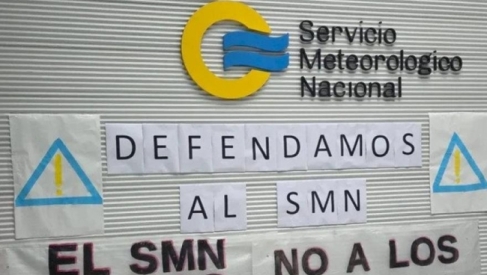 Servicio
Meteorologico
Nacional
DEFENDAMOS
AL SMN
EL SMN
NO A LOS